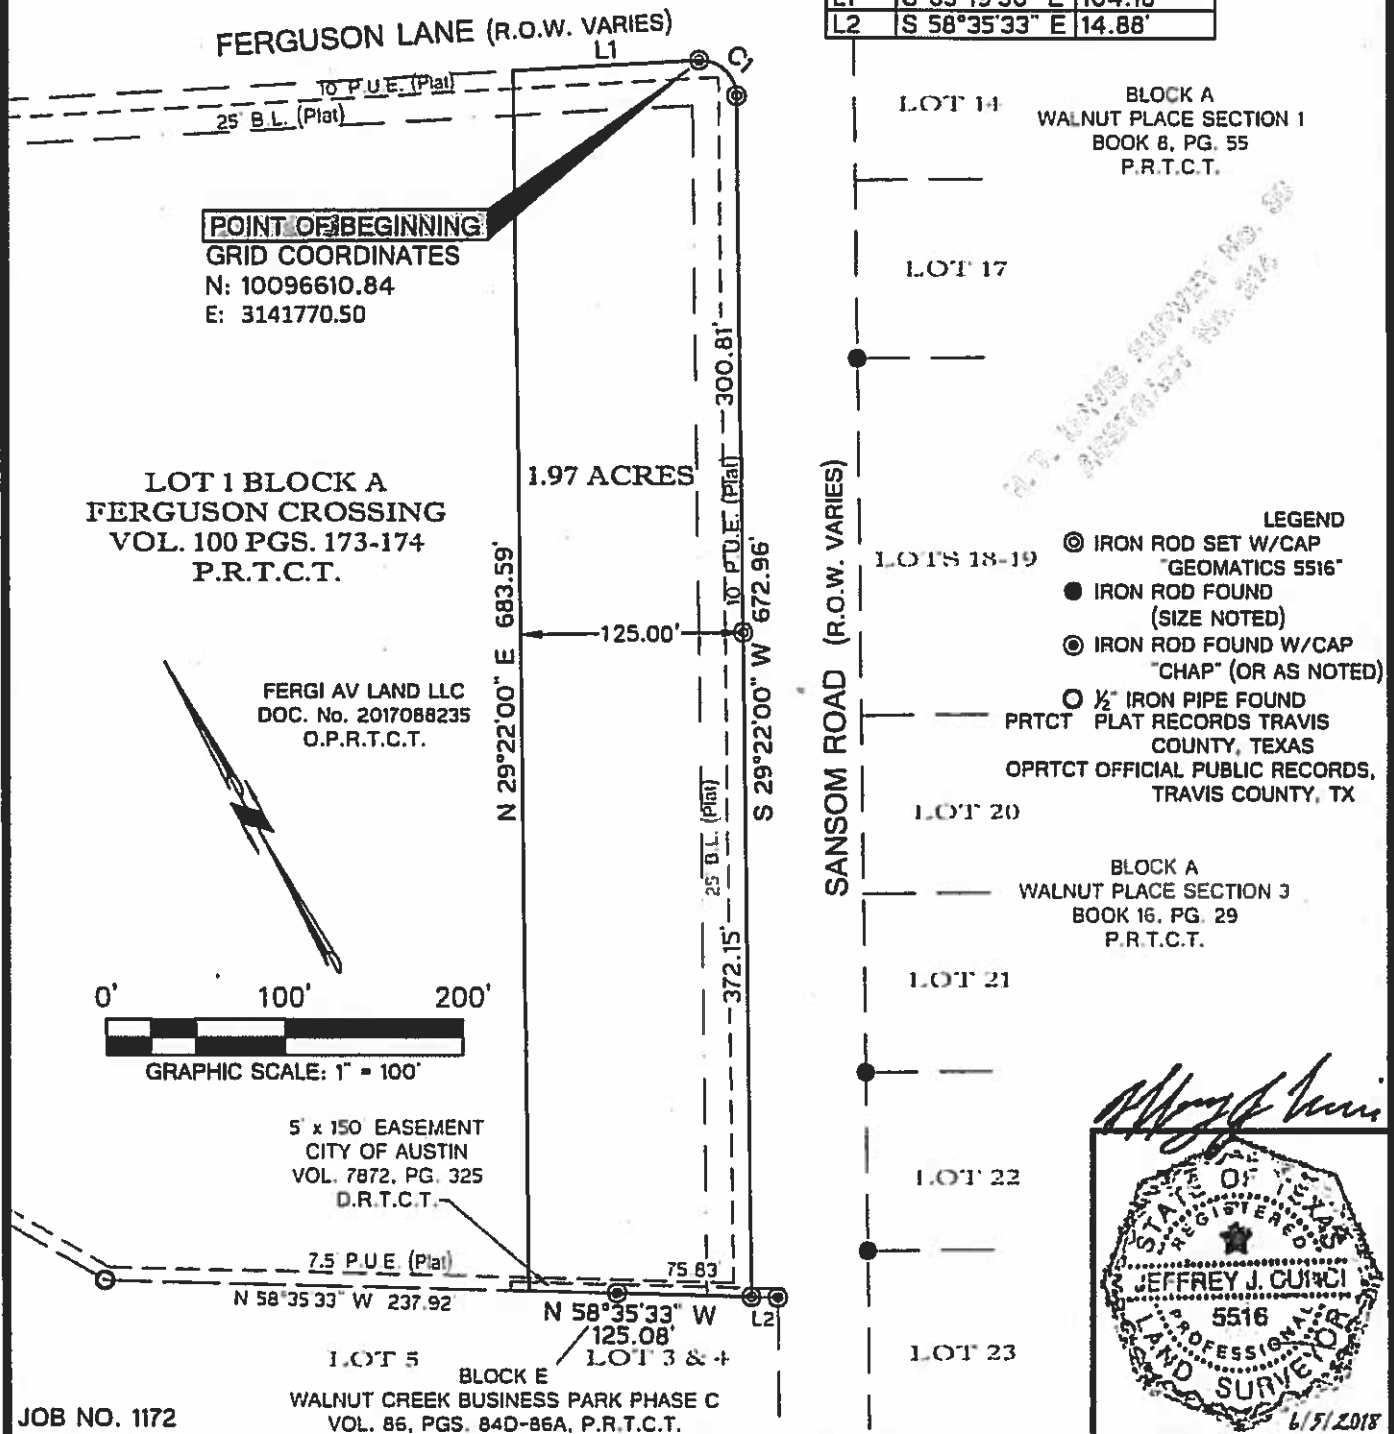 L2 S 58°35'33" E 14.88'
FERGUSON LANE (R.O.W. VARIES)
L1
C1
10' P.U.E. (Plat)
25' B.L. (Plat)
POINT OF BEGINNING
GRID COORDINATES
N: 10096610.84
E: 3141770.50
LOT 14
BLOCK A
WALNUT PLACE SECTION 1
BOOK 8, PG. 55
P.R.T.C.T.
LOT 17
300.81'
1.97 ACRES
LOT 1 BLOCK A
FERGUSON CROSSING
VOL. 100 PGS. 173-174
P.R.T.C.T.
N 29°22'00" E 683.59'
10' P.U.E. (Plat)
S 29°22'00" W 672.96'
125.00'
SANSOM ROAD (R.O.W. VARIES)
LOTS 18-19
LEGEND
IRON ROD SET W/CAP
"GEOMATICS 5516"
IRON ROD FOUND
(SIZE NOTED)
IRON ROD FOUND W/CAP
"CHAP" (OR AS NOTED)
½" IRON PIPE FOUND
PRTCT PLAT RECORDS TRAVIS
COUNTY, TEXAS
OPRTCT OFFICIAL PUBLIC RECORDS,
TRAVIS COUNTY, TX
FERGI AV LAND LLC
DOC. No. 2017088235
O.P.R.T.C.T.
25' B.L. (Plat)
372.15'
LOT 20
BLOCK A
WALNUT PLACE SECTION 3
BOOK 16, PG. 29
P.R.T.C.T.
LOT 21
0' 100' 200'
GRAPHIC SCALE: 1" = 100'
5' x 150' EASEMENT
CITY OF AUSTIN
VOL. 7872, PG. 325
D.R.T.C.T.
LOT 22
7.5' P.U.E. (Plat)
75.83'
N 58°35'33" W 237.92
N 58°35'33" W
125.08'
L2
LOT 5
LOT 3 & 4
BLOCK E
WALNUT CREEK BUSINESS PARK PHASE C
VOL. 86, PGS. 84D-86A, P.R.T.C.T.
LOT 23
STATE OF TEXAS
REGISTERED
JEFFREY J. CURCI
5516
PROFESSIONAL
LAND SURVEYOR
6/5/2018
JOB NO. 1172